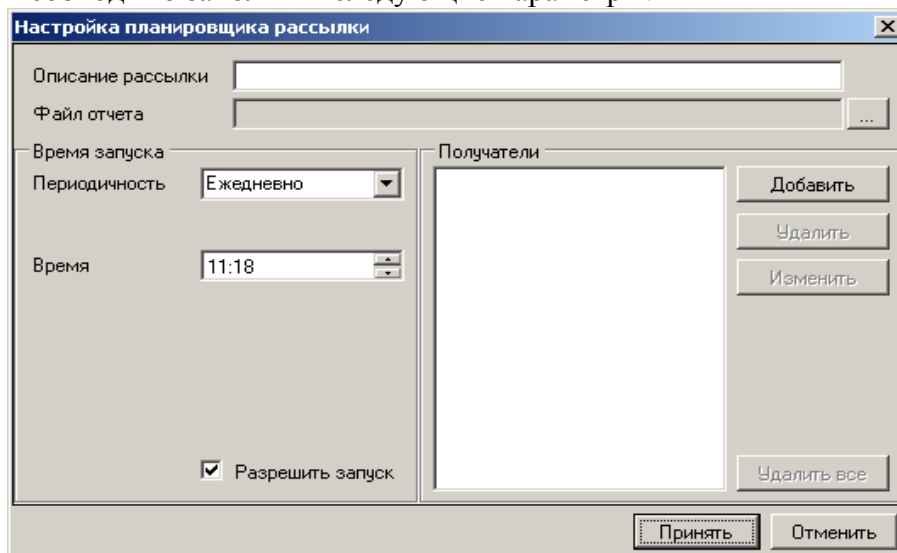 Настройка планировщика рассылки
Описание рассылки
Файл отчета
...
Время запуска
Периодичность Ежедневно
Время 11:18
Разрешить запуск
Получатели
Добавить
Удалить
Изменить
Удалить все
Принять Отменить